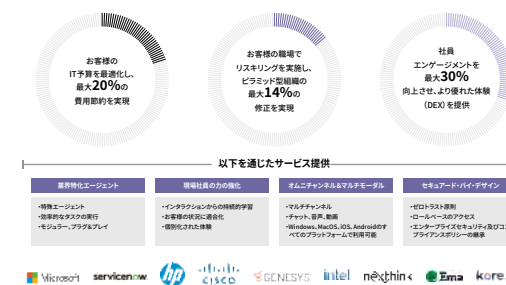 お客様の
IT予算を最適化し、
最大20%の
費用節約を実現
お客様の職場で
リスキリングを実施し、
ピラミッド型組織の
最大14%の
修正を実現
社員
エンゲージメントを
最大30%
向上させ、より優れた体験
(DEX)を提供
以下を通じたサービス提供
業界特化エージェント
・特殊エージェント
・効率的なタスクの実行
・モジュラー、プラグ&プレイ
現場社員の力の強化
・インタラクションからの持続的学習
・お客様の状況に適合化
・個別化された体験
オムニチャンネル&マルチモーダル
・マルチチャンネル
・チャット、音声、動画
・Windows、MacOS、iOS、Androidのす
べてのプラットフォームで利用可能
セキュアード・バイ・デザイン
・ゼロトラスト原則
・ロールベースのアクセス
・エンタープライズセキュリティ及びコン
プライアンスポリシーの継承
Microsoft servicenow hp CISCO GENESYS intel nexthink Ema kore.